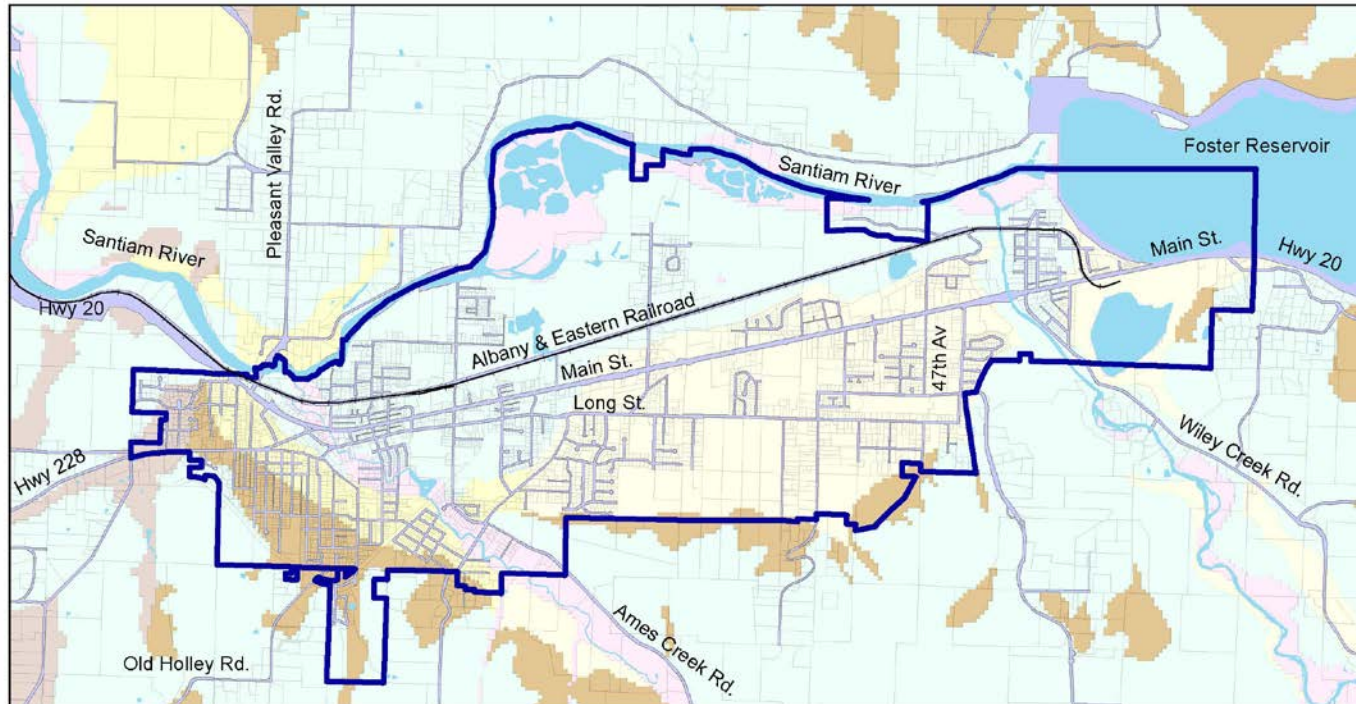 Foster Reservoir
Pleasant Valley Rd.
Santiam River
Santiam River
Main St.
Hwy 20
Hwy 20
Albany & Eastern Railroad
Main St.
47th Av
Long St.
Hwy 228
Wiley Creek Rd.
Ames Creek Rd.
Old Holley Rd.